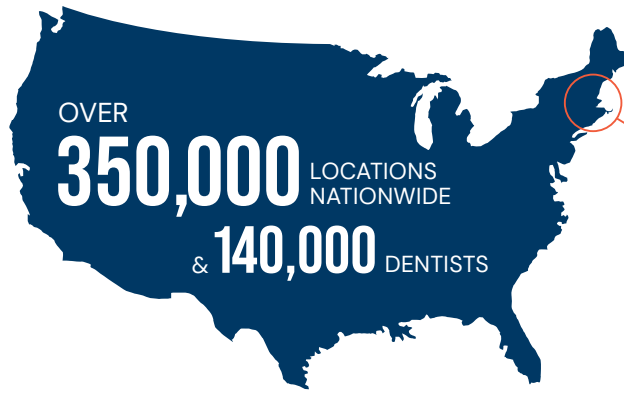 OVER
350,000 LOCATIONS
NATIONWIDE
& 140,000 DENTISTS